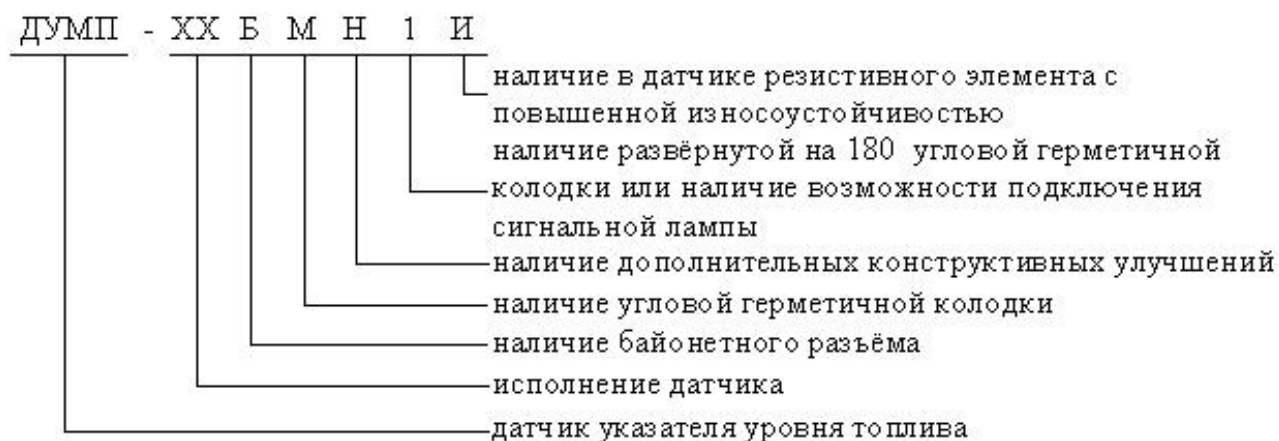 ДУМП - ХХ Б М Н 1 И
наличие в датчике резистивного элемента с
повышенной износоустойчивостью
наличие развёрнутой на 180 угловой герметичной
колодки или наличие возможности подключения
сигнальной лампы
наличие дополнительных конструктивных улучшений
наличие угловой герметичной колодки
наличие байонетного разъёма
исполнение датчика
датчик указателя уровня топлива